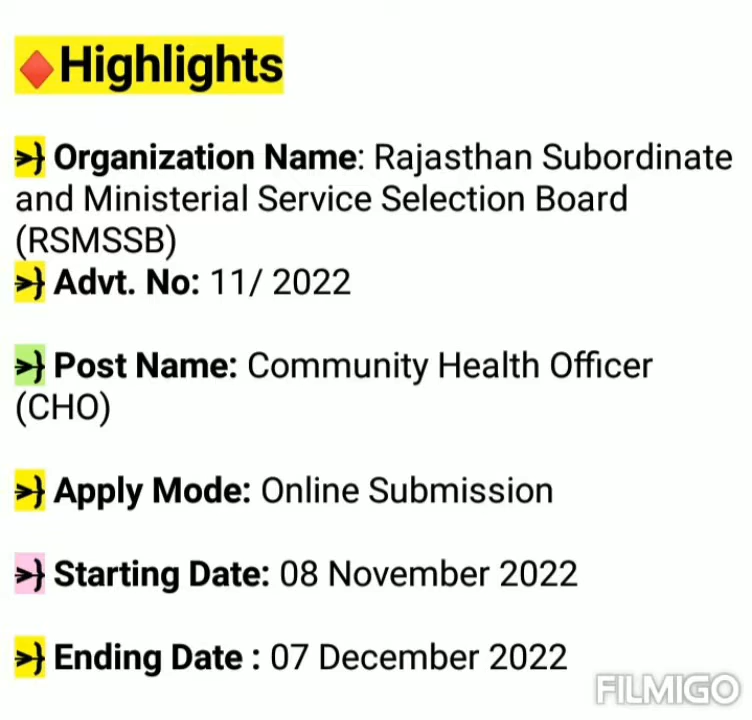 ♦Highlights
➳} Organization Name: Rajasthan Subordinate
and Ministerial Service Selection Board
(RSMSSB)
➳} Advt. No: 11/ 2022
➳} Post Name: Community Health Officer
(CHO)
➳} Apply Mode: Online Submission
➳} Starting Date: 08 November 2022
➳} Ending Date : 07 December 2022
FILMIGO